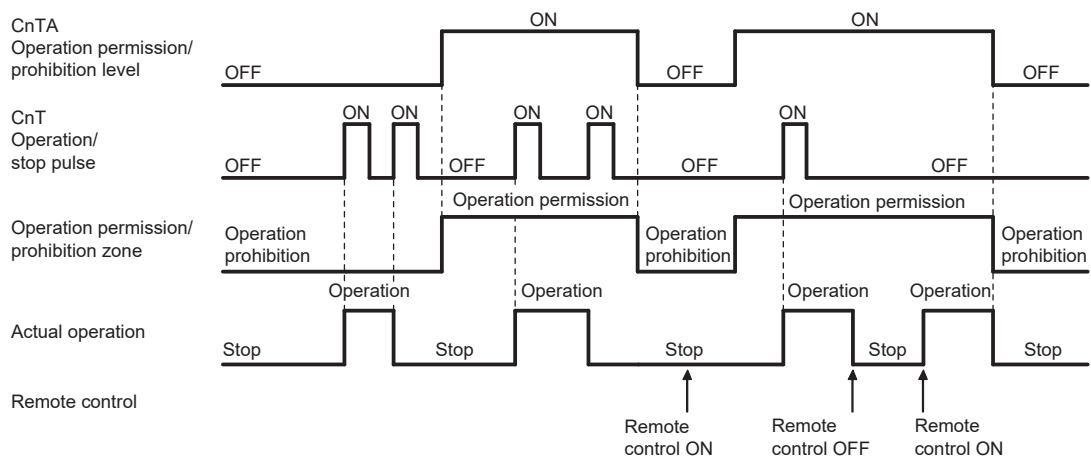 CnTA
Operation permission/
prohibition level
OFF
ON
OFF
ON
OFF
CnT
Operation/
stop pulse
OFF
ON
ON
OFF
ON
ON
OFF
ON
OFF
Operation permission/
prohibition zone
Operation
prohibition
Operation permission
Operation
prohibition
Operation permission
Operation
prohibition
Actual operation
Stop
Operation
Stop
Operation
Stop
Operation
Stop
Operation
Stop
Remote control
Remote
control ON
Remote
control OFF
Remote
control ON